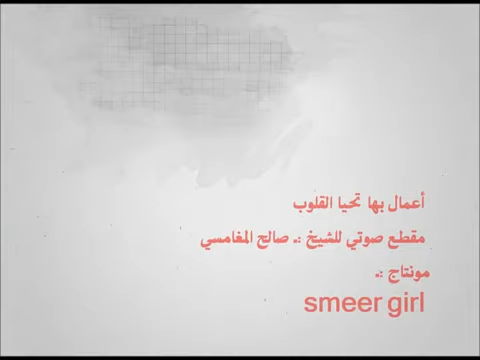 أعمال بها تحيا القلوب
مقطع صوتي للشيخ :. صالح المغامسي
مونتاج :.
smeer girl